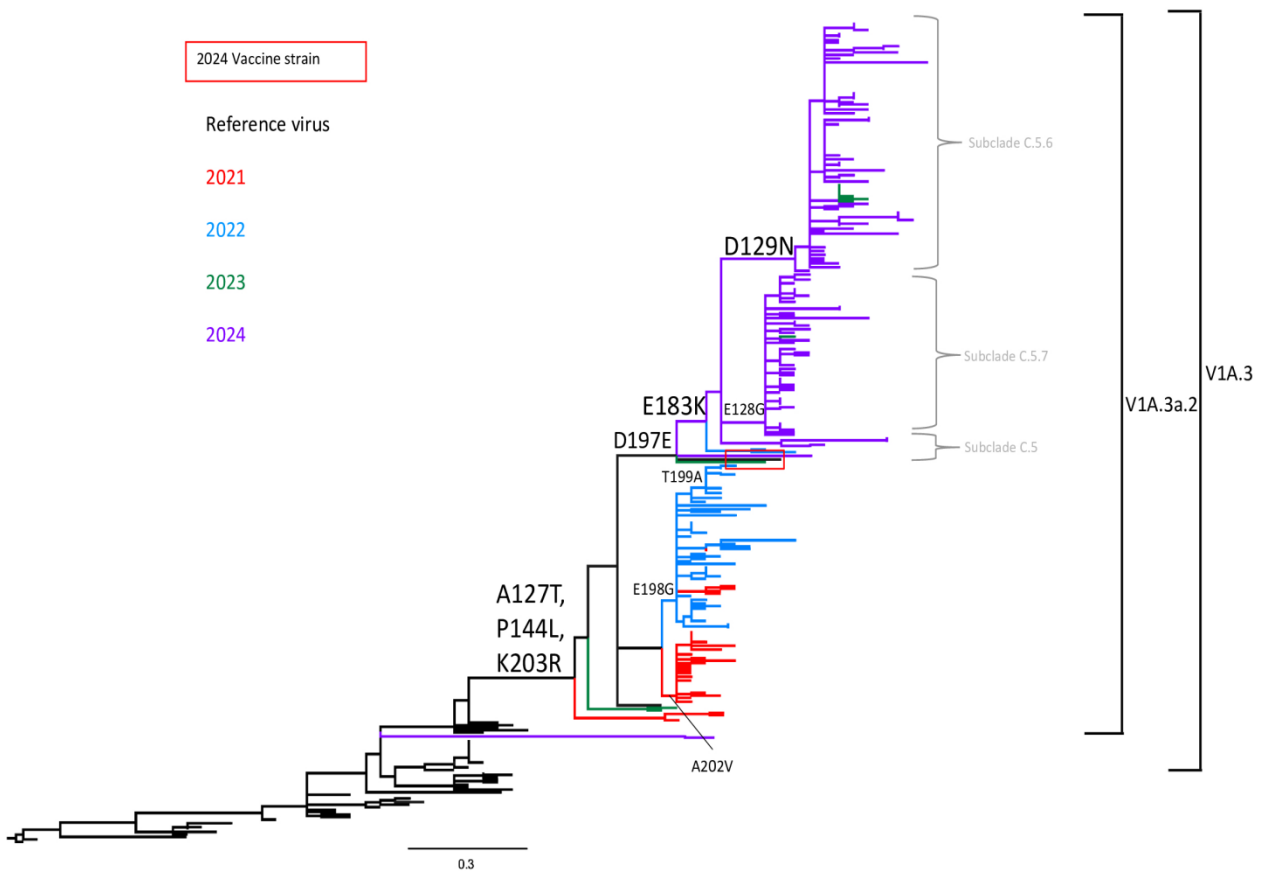 2024 Vaccine strain
Reference virus
2021
2022
2023
2024
Subclade C.5.6
D129N
Subclade C.5.7
V1A.3
V1A.3a.2
E183K
E128G
D197E
Subclade C.5
T199A
E198G
A127T,
P144L,
K203R
A202V
0.3